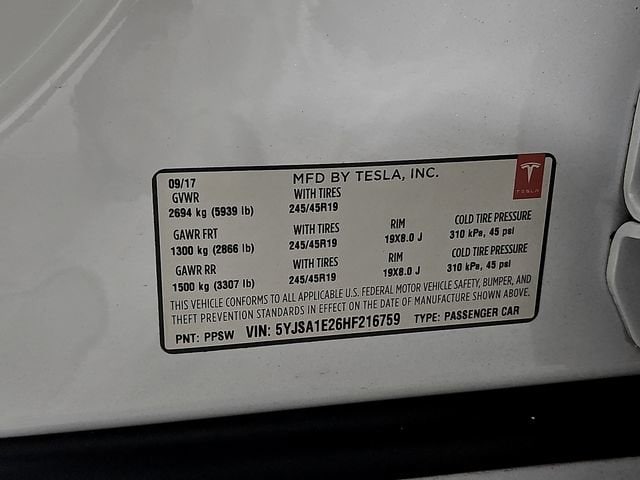 09/17 MFD BY TESLA, INC.
TESLA
GVWR WITH TIRES
2694 kg (5939 lb) 245/45R19
GAWR FRT WITH TIRES RIM COLD TIRE PRESSURE
1300 kg (2866 lb) 245/45R19 19X8.0 J 310 kPa, 45 psi
GAWR RR WITH TIRES RIM COLD TIRE PRESSURE
1500 kg (3307 lb) 245/45R19 19X8.0 J 310 kPa, 45 psi
THIS VEHICLE CONFORMS TO ALL APPLICABLE U.S. FEDERAL MOTOR VEHICLE SAFETY, BUMPER, AND
THEFT PREVENTION STANDARDS IN EFFECT ON THE DATE OF MANUFACTURE SHOWN ABOVE.
PNT: PPSW VIN: 5YJSA1E26HF216759 TYPE: PASSENGER CAR